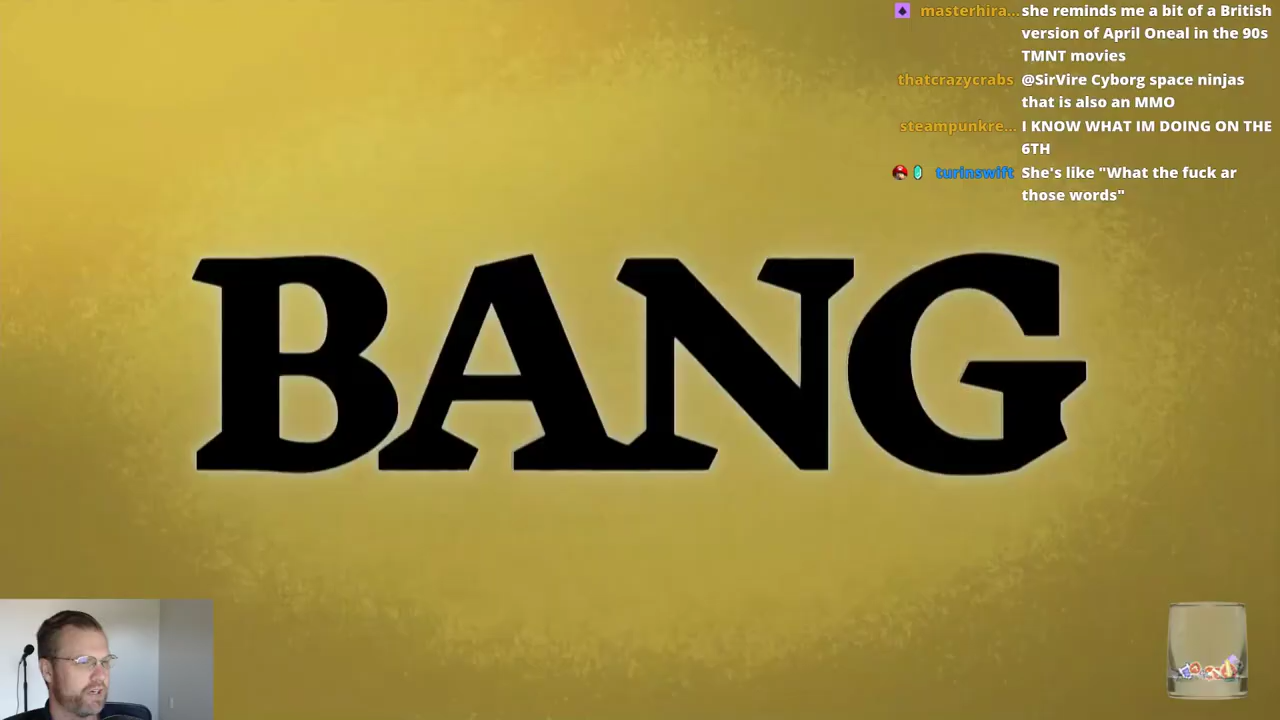 masterhira... she reminds me a bit of a British
version of April Oneal in the 90s
TMNT movies
thatcrazycrabs @SirVire Cyborg space ninjas
that is also an MMO
steampunkre... I KNOW WHAT IM DOING ON THE
6TH
turinswift She's like "What the fuck ar
those words"
BANG